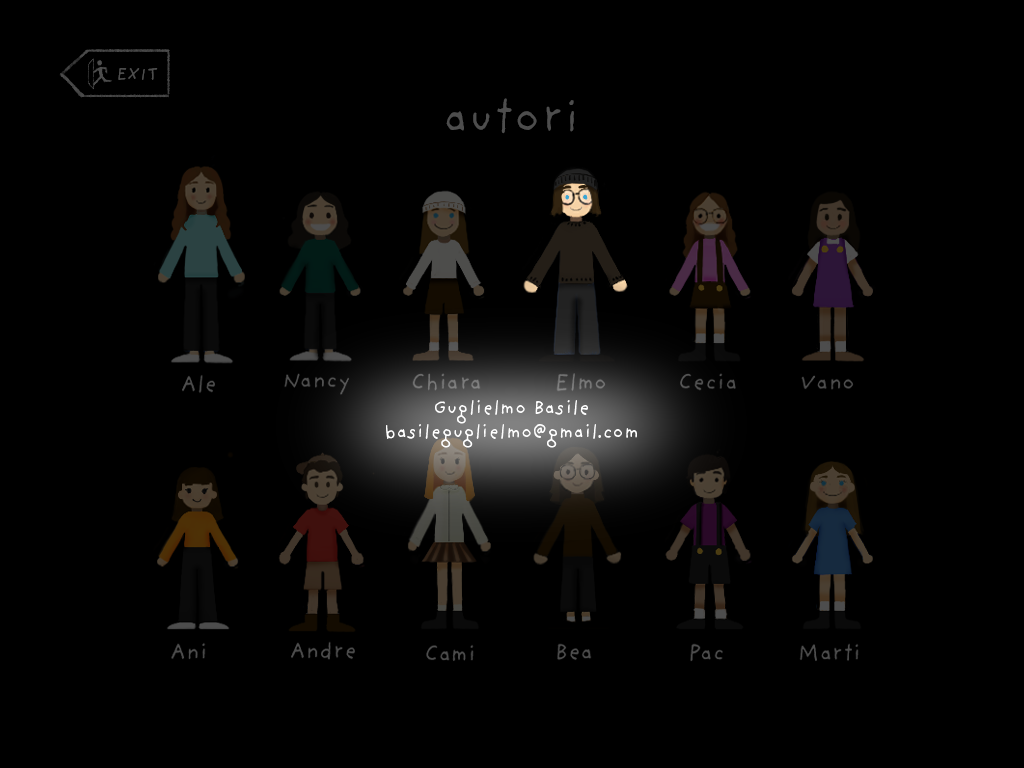 EXIT
autori
Ale Nancy Chiara Elmo Cecia Vano
Guglielmo Basile
basileguglielmo@gmail.com
Ani Andre Cami Bea Pac Marti